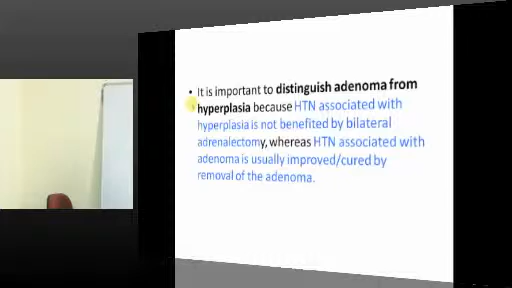 • It is important to distinguish adenoma from
hyperplasia because HTN associated with
hyperplasia is not benefited by bilateral
adrenalectomy, whereas HTN associated with
adenoma is usually improved/cured by
removal of the adenoma.